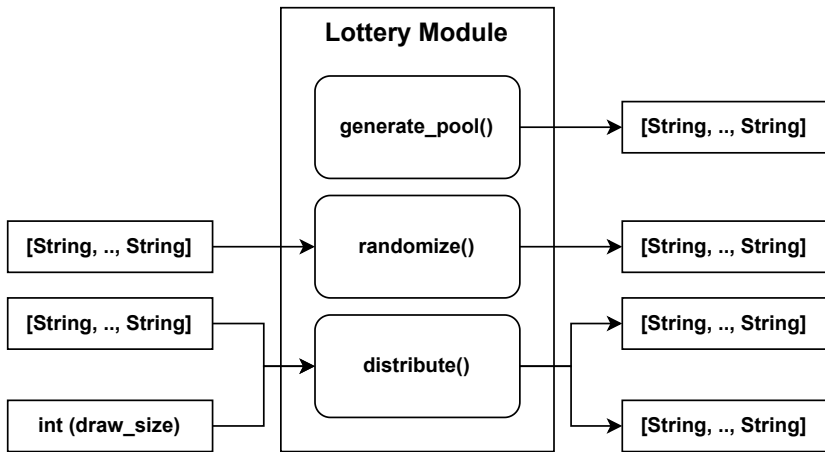 Lottery Module
generate_pool()
[String, .., String]
[String, .., String]
randomize()
[String, .., String]
[String, .., String]
[String, .., String]
distribute()
int (draw_size)
[String, .., String]